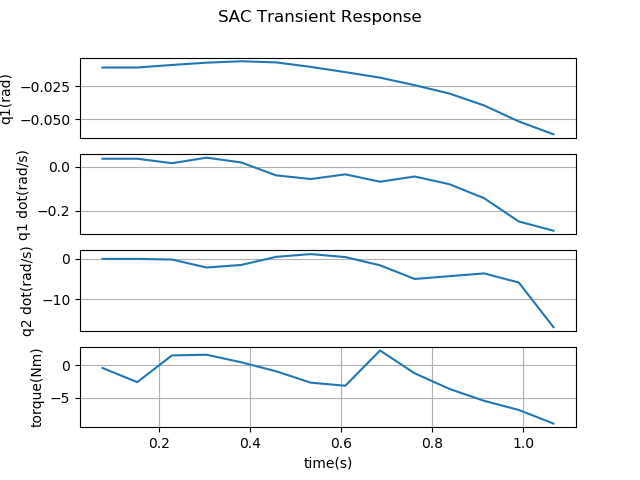 SAC Transient Response
q1(rad)
−0.025
−0.050
q1 dot(rad/s)
0.0
−0.2
q2 dot(rad/s)
0
−10
torque(Nm)
0
−5
0.2 0.4 0.6 0.8 1.0
time(s)